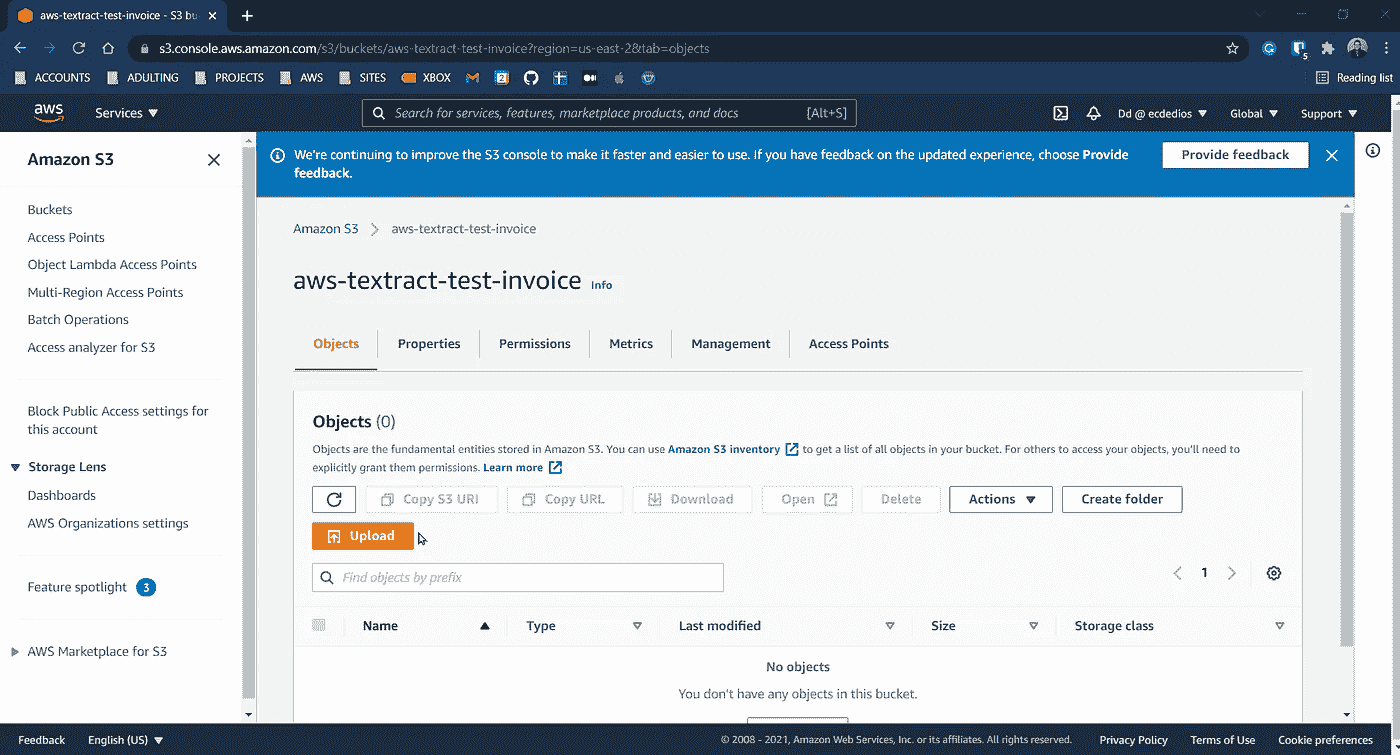 aws-textract-test-invoice - S3 bu
s3.console.aws.amazon.com/s3/buckets/aws-textract-test-invoice?region=us-east-2&tab=objects
5
ACCOUNTS ADULTING PROJECTS AWS SITES XBOX Reading list
aws Services Search for services, features, marketplace products, and docs [Alt+S] Dd @ ecdedios Global Support
Amazon S3
Buckets
Access Points
Object Lambda Access Points
Multi-Region Access Points
Batch Operations
Access analyzer for S3
Block Public Access settings for
this account
Storage Lens
Dashboards
AWS Organizations settings
Feature spotlight 3
AWS Marketplace for S3
We're continuing to improve the S3 console to make it faster and easier to use. If you have feedback on the updated experience, choose Provide
feedback.
Provide feedback
Amazon S3 aws-textract-test-invoice
aws-textract-test-invoice Info
Objects Properties Permissions Metrics Management Access Points
Objects (0)
Objects are the fundamental entities stored in Amazon S3. You can use Amazon S3 inventory to get a list of all objects in your bucket. For others to access your objects, you'll need to
explicitly grant them permissions. Learn more
Copy S3 URI Copy URL Download Open Delete Actions Create folder
Upload
Find objects by prefix 1
Name Type Last modified Size Storage class
No objects
You don't have any objects in this bucket.
Feedback English (US) © 2008 - 2021, Amazon Web Services, Inc. or its affiliates. All rights reserved. Privacy Policy Terms of Use Cookie preferences